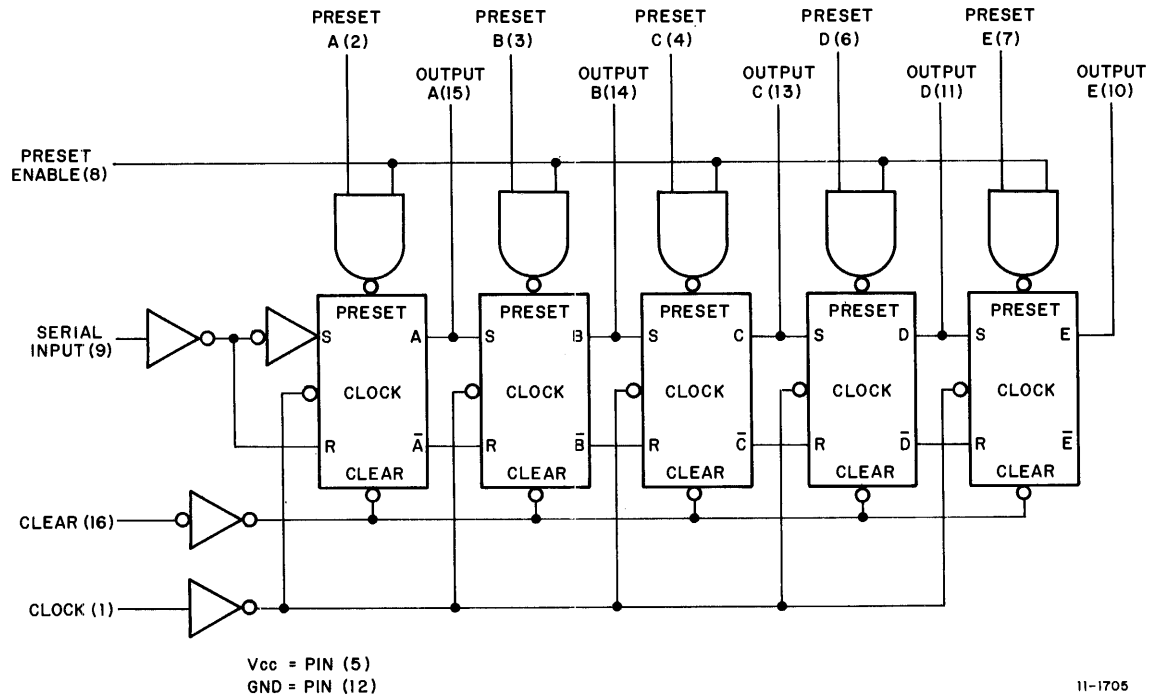 PRESET
A(2)
PRESET
B(3)
PRESET
C(4)
PRESET
D(6)
PRESET
E(7)
OUTPUT
A(15)
OUTPUT
B(14)
OUTPUT
C(13)
OUTPUT
D(11)
OUTPUT
E(10)
PRESET
ENABLE(8)
PRESET
PRESET
PRESET
PRESET
PRESET
SERIAL
INPUT(9)
S
A
S
B
S
C
S
D
S
E
CLOCK
CLOCK
CLOCK
CLOCK
CLOCK
R
A̅
R
B̅
R
C̅
R
D̅
R
E̅
CLEAR
CLEAR
CLEAR
CLEAR
CLEAR
CLEAR (16)
CLOCK (1)
Vcc = PIN (5)
GND = PIN (12)
11-1705